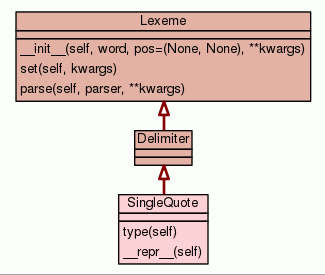 Lexeme
__init__(self, word, pos=(None, None), **kwargs)
set(self, kwargs)
parse(self, parser, **kwargs)
Delimiter
SingleQuote
type(self)
__repr__(self)